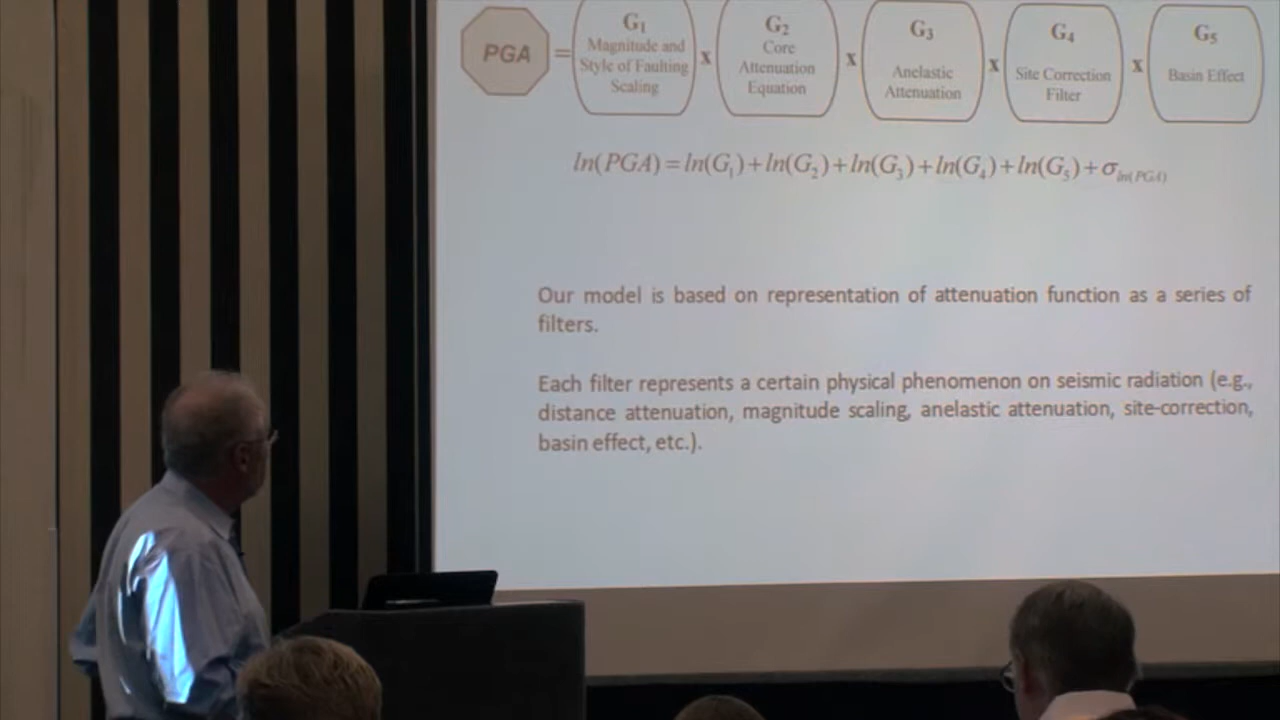 PGA = G₁ x G₂ x G₃ x G₄ x G₅
Magnitude and Style of Faulting Scaling
Core Attenuation Equation
Anelastic Attenuation
Site Correction Filter
Basin Effect
ln(PGA) = ln(G₁) + ln(G₂) + ln(G₃) + ln(G₄) + ln(G₅) + σ ln(PGA)
Our model is based on representation of attenuation function as a series of
filters.
Each filter represents a certain physical phenomenon on seismic radiation (e.g.,
distance attenuation, magnitude scaling, anelastic attenuation, site-correction,
basin effect, etc.).